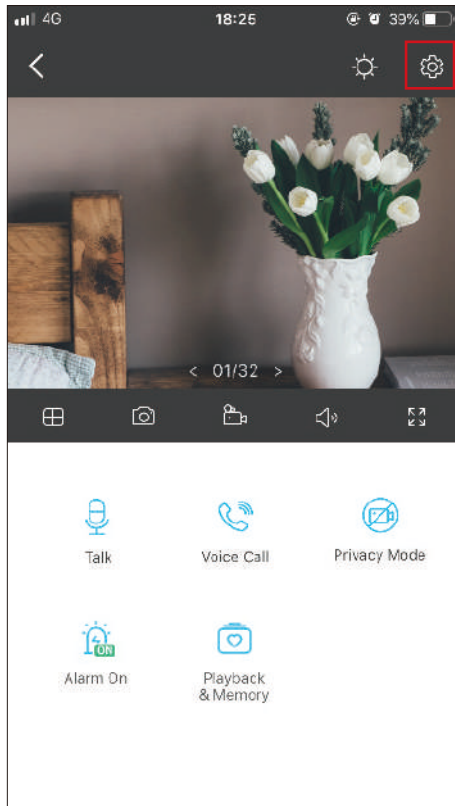 4G 18:25 39%
< 01/32 >
Talk Voice Call Privacy Mode
ON
Alarm On Playback
& Memory